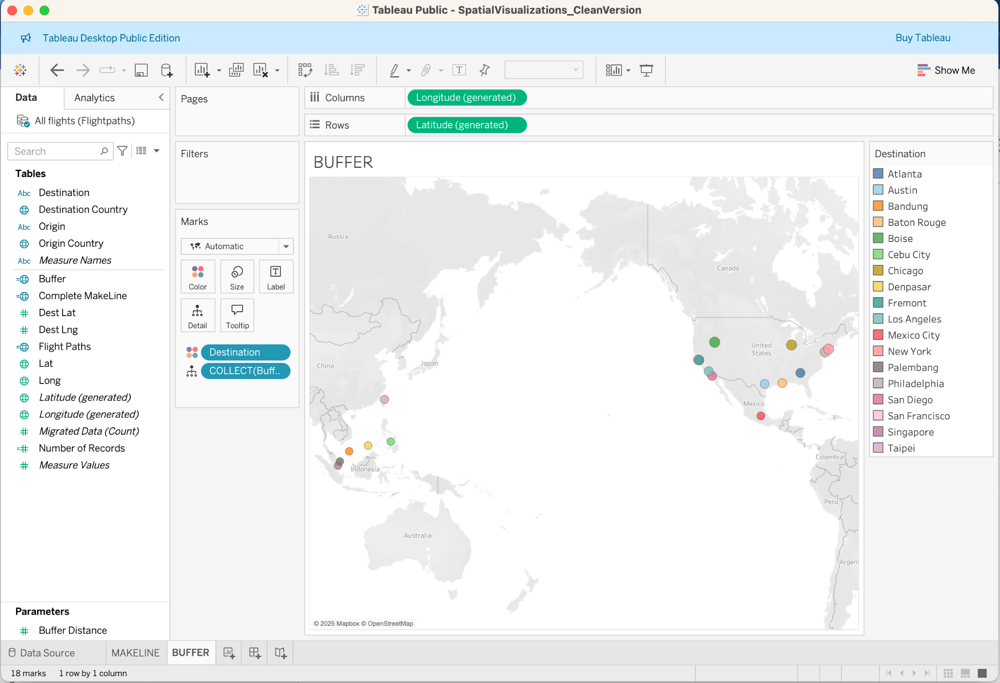 Tableau Public - SpatialVisualizations_CleanVersion
Tableau Desktop Public Edition
Buy Tableau
Show Me
Data
Analytics
All flights (Flightpaths)
Search
Tables
Abc Destination
Destination Country
Abc Origin
Origin Country
Abc Measure Names
Buffer
Complete MakeLine
Dest Lat
Dest Lng
Flight Paths
Lat
Long
Latitude (generated)
Longitude (generated)
Migrated Data (Count)
Number of Records
Measure Values
Parameters
Buffer Distance
Pages
Filters
Marks
Automatic
Color
Size
Label
Detail
Tooltip
Destination
COLLECT(Buff..
Columns
Longitude (generated)
Rows
Latitude (generated)
BUFFER
Russia
Canada
United
States
China
Japan
Mexico
Indonesia
Colombia
Peru
Australia
Argen
© 2025 Mapbox © OpenStreetMap
Destination
Atlanta
Austin
Bandung
Baton Rouge
Boise
Cebu City
Chicago
Denpasar
Fremont
Los Angeles
Mexico City
New York
Palembang
Philadelphia
San Diego
San Francisco
Singapore
Taipei
Data Source
MAKELINE
BUFFER
18 marks
1 row by 1 column